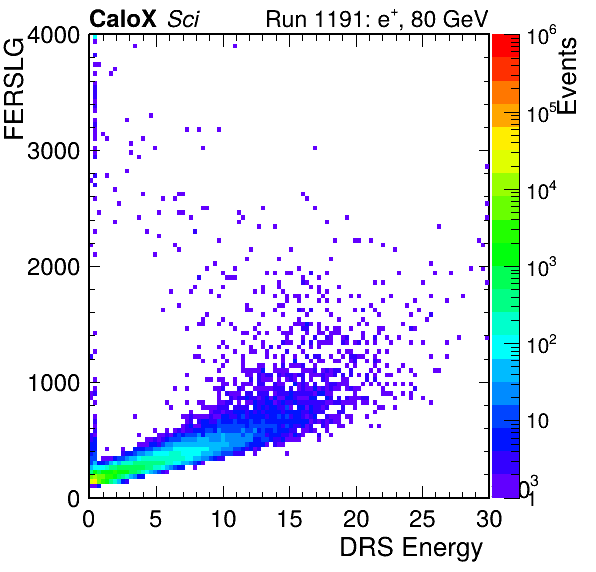 CaloX Sci
Run 1191: e⁺, 80 GeV
FERSLG
4000
3000
2000
1000
0
0 5 10 15 20 25 30
DRS Energy
10⁶
10⁵
10⁴
10³
10²
10
1
Events